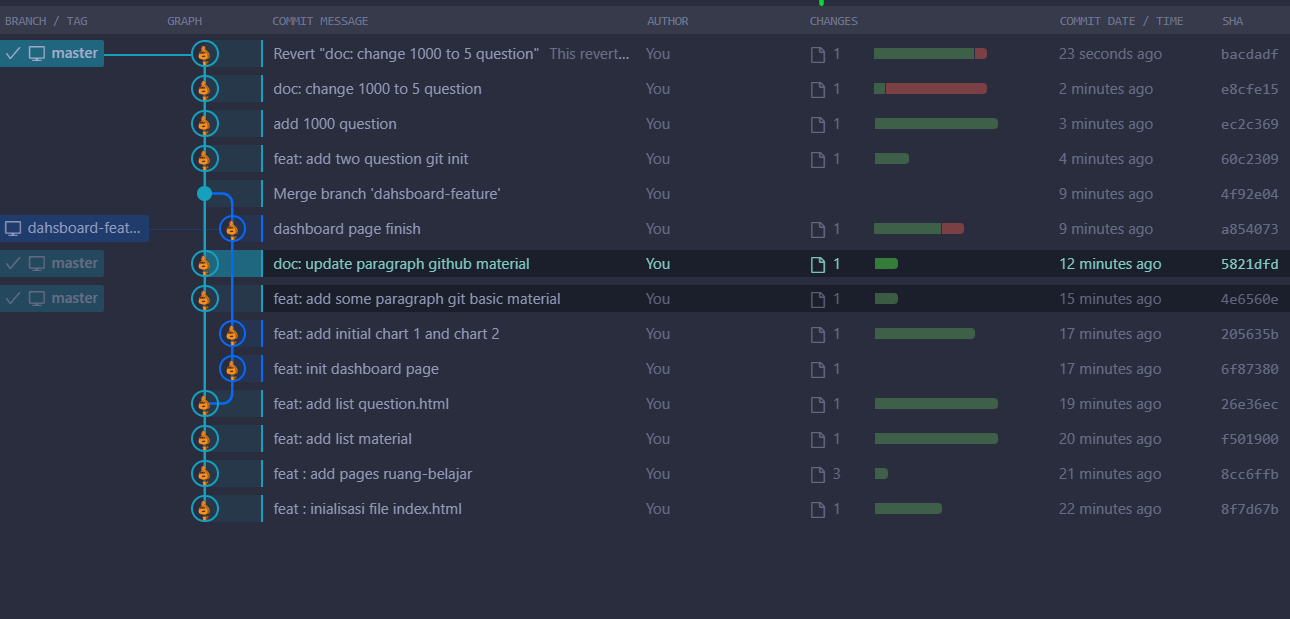 BRANCH / TAG GRAPH COMMIT MESSAGE AUTHOR CHANGES COMMIT DATE / TIME SHA
master Revert "doc: change 1000 to 5 question" This revert... You 1 23 seconds ago bacdadf
doc: change 1000 to 5 question You 1 2 minutes ago e8cfe15
add 1000 question You 1 3 minutes ago ec2c369
feat: add two question git init You 1 4 minutes ago 60c2309
Merge branch 'dahsboard-feature' You 9 minutes ago 4f92e04
dahsboard-feat... dashboard page finish You 1 9 minutes ago a854073
master doc: update paragraph github material You 1 12 minutes ago 5821dfd
master feat: add some paragraph git basic material You 1 15 minutes ago 4e6560e
feat: add initial chart 1 and chart 2 You 1 17 minutes ago 205635b
feat: init dashboard page You 1 17 minutes ago 6f87380
feat: add list question.html You 1 19 minutes ago 26e36ec
feat: add list material You 1 20 minutes ago f501900
feat : add pages ruang-belajar You 3 21 minutes ago 8cc6ffb
feat : inialisasi file index.html You 1 22 minutes ago 8f7d67b